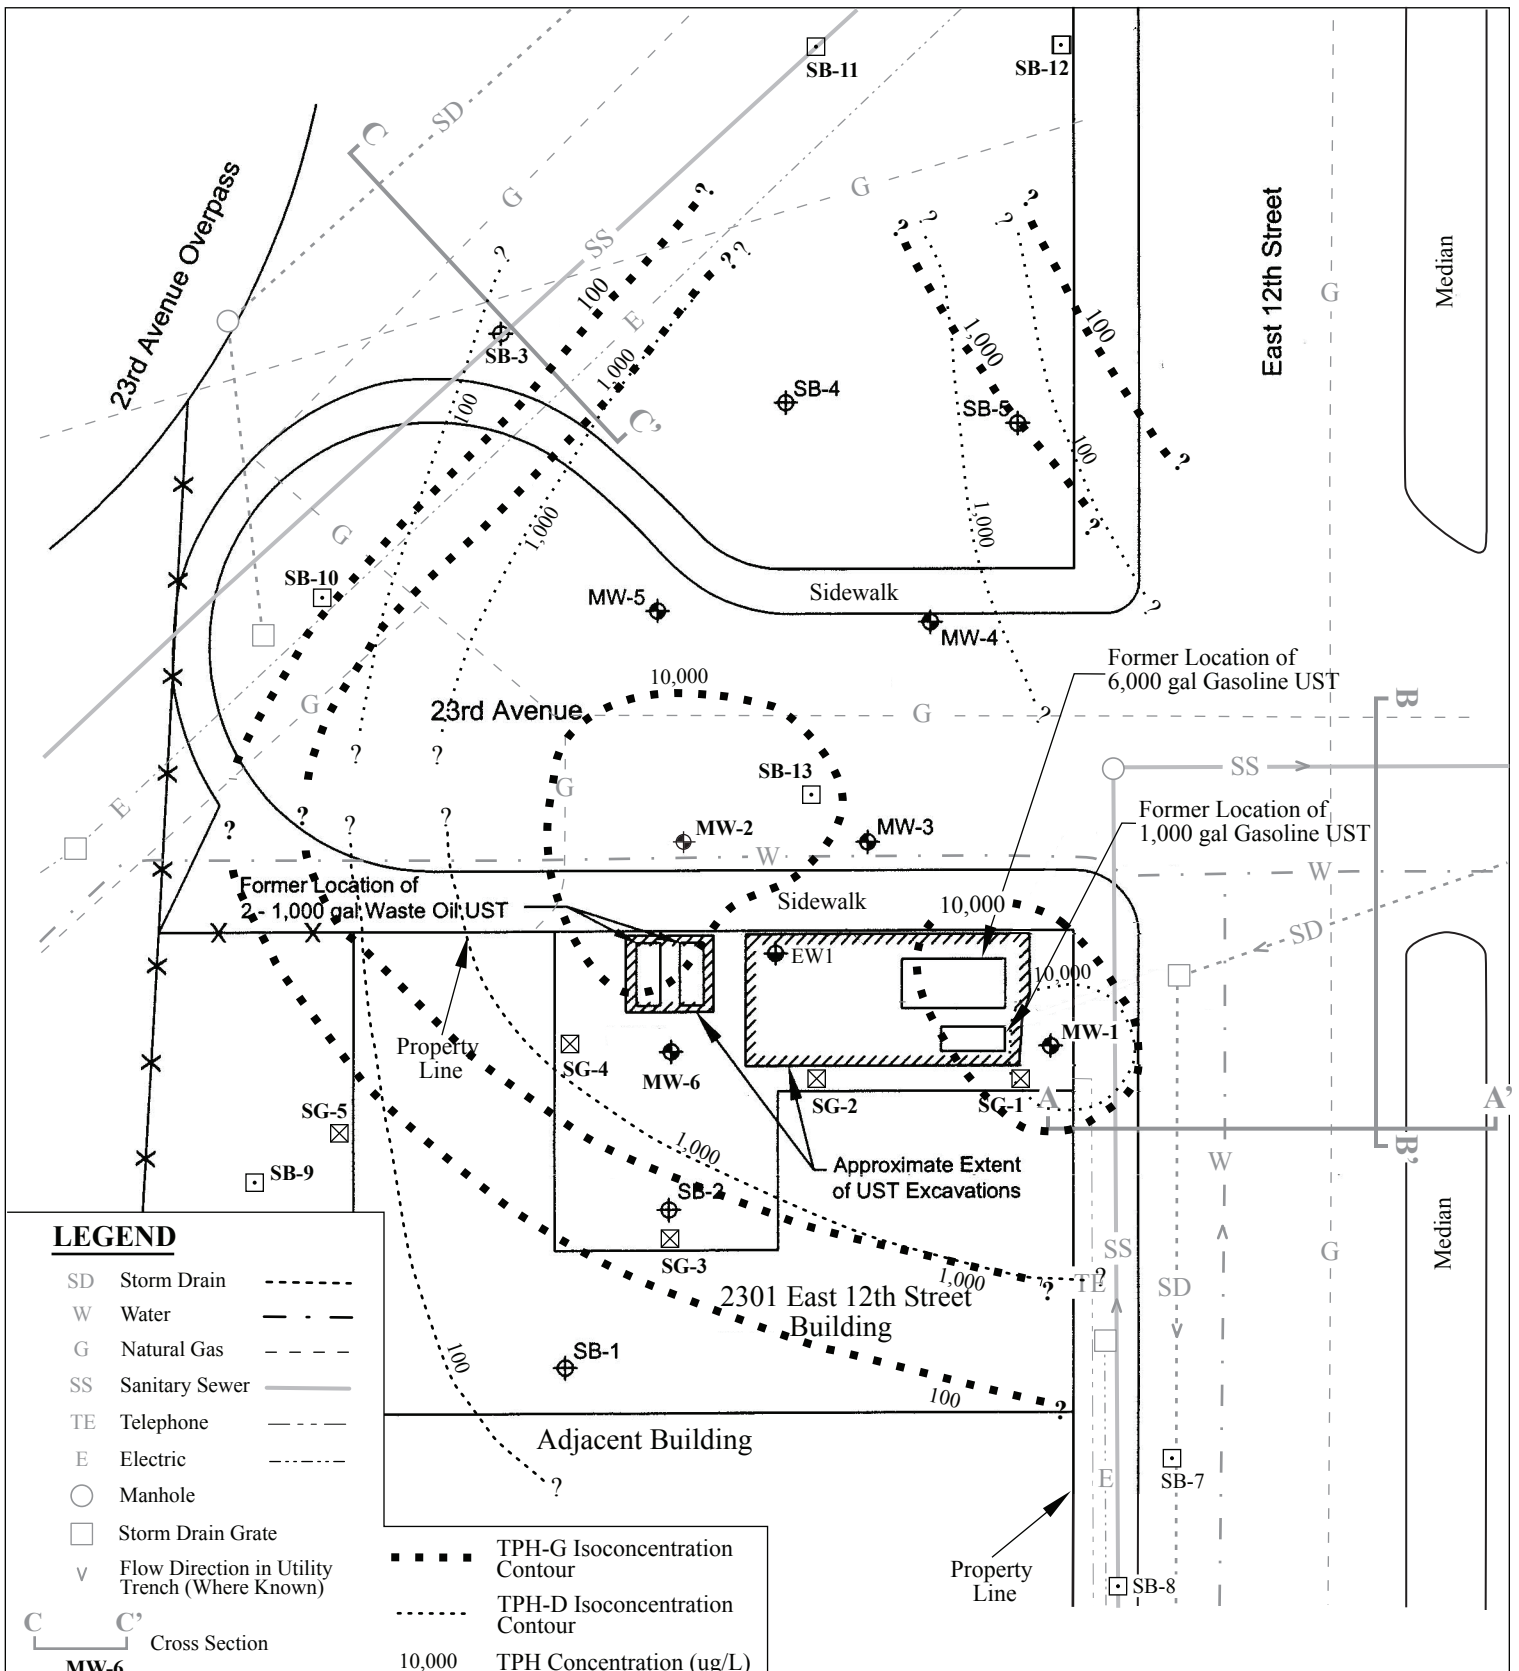 SB-11
SB-12
C
SD
23rd Avenue Overpass
G
G
SS
?
?
?
?
?
?
?
?
?
East 12th Street
Median
G
100
E
1,000
SB-3
C'
SB-4
1,000
100
SB-5
100
100
?
?
1,000
1,000
G
SB-10
MW-5
Sidewalk
?
MW-4
Former Location of
6,000 gal Gasoline UST
10,000
G
23rd Avenue
G
?
B
?
?
SB-13
SS
G
E
Former Location of
1,000 gal Gasoline UST
?
?
?
?
MW-2
MW-3
W
W
Former Location of
2 - 1,000 gal Waste Oil UST
Sidewalk
10,000
SD
EW1
10,000
MW-1
Property
Line
SG-4
MW-6
SG-2
SG-1
A
A'
SG-5
1,000
Approximate Extent
of UST Excavations
B'
W
SB-9
SB-2
SG-3
SS
G
Median
1,000
?
TE
?
SD
2301 East 12th Street
Building
SB-1
100
100
?
Adjacent Building
?
E
SB-7
Property
Line
SB-8
LEGEND
SD Storm Drain
W Water
G Natural Gas
SS Sanitary Sewer
TE Telephone
E Electric
Manhole
Storm Drain Grate
Flow Direction in Utility
Trench (Where Known)
C C'
Cross Section
MW-6
TPH-G Isoconcentration
Contour
TPH-D Isoconcentration
Contour
10,000 TPH Concentration (ug/L)